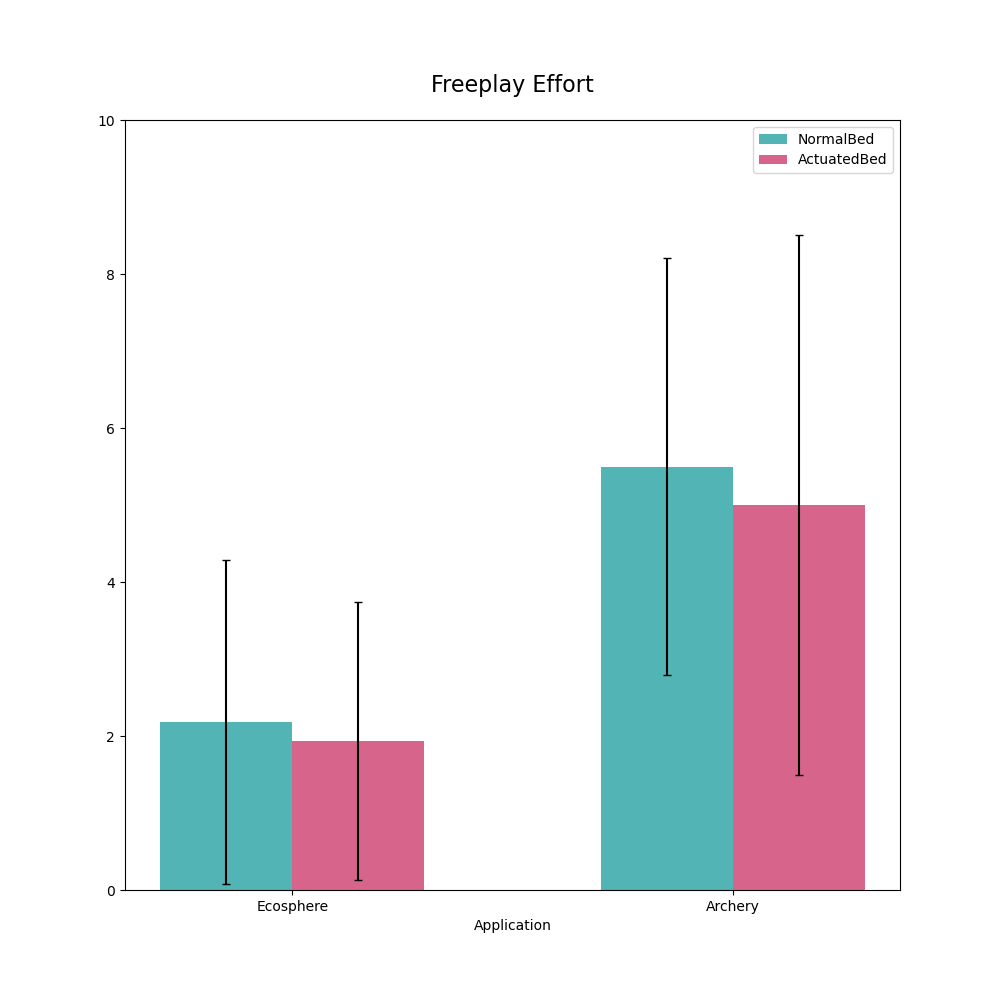 Freeplay Effort
NormalBed
ActuatedBed
10
8
6
4
2
0
Ecosphere
Archery
Application